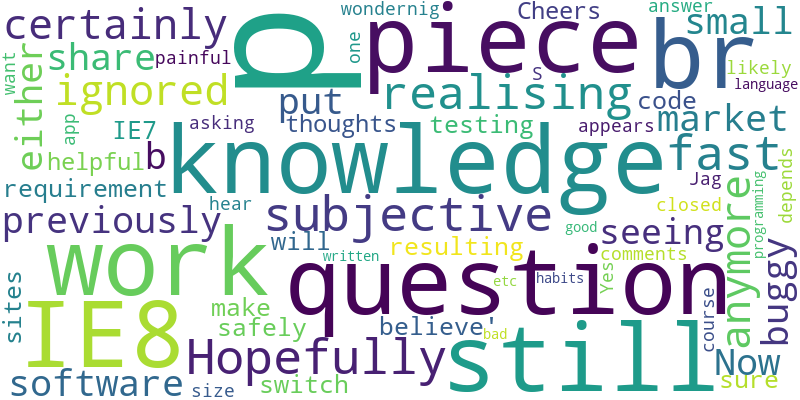 wondernig
Cheers
answer
certainly
p
piece
br
small
want
share
painful
one
S
likely
either
ignored
realising
language
put
code
app
IE7
asking
thoughts
testing
appears
market
b
knowledge
fast
helpful
requirement
hear
Jag
closed
depends
previously
subjective
seeing
anymore
programming
good
will
resulting
comments
buggy
work
written
question
etc
habits
Yes
sites
IE8
make
safely
believe'
bad
still
course
Now
Hopefully
software
size
switch
sure